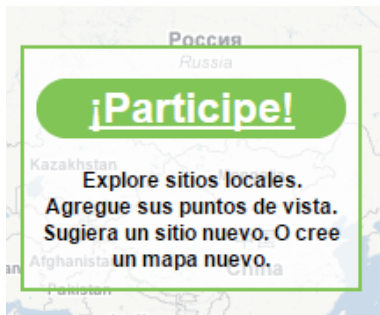 Россия
Russia
¡Participe!
Kazakhstan
Explore sitios locales.
Agregue sus puntos de vista.
Sugiera un sitio nuevo. O cree
un mapa nuevo.
Afghanistan
China
Pakistan